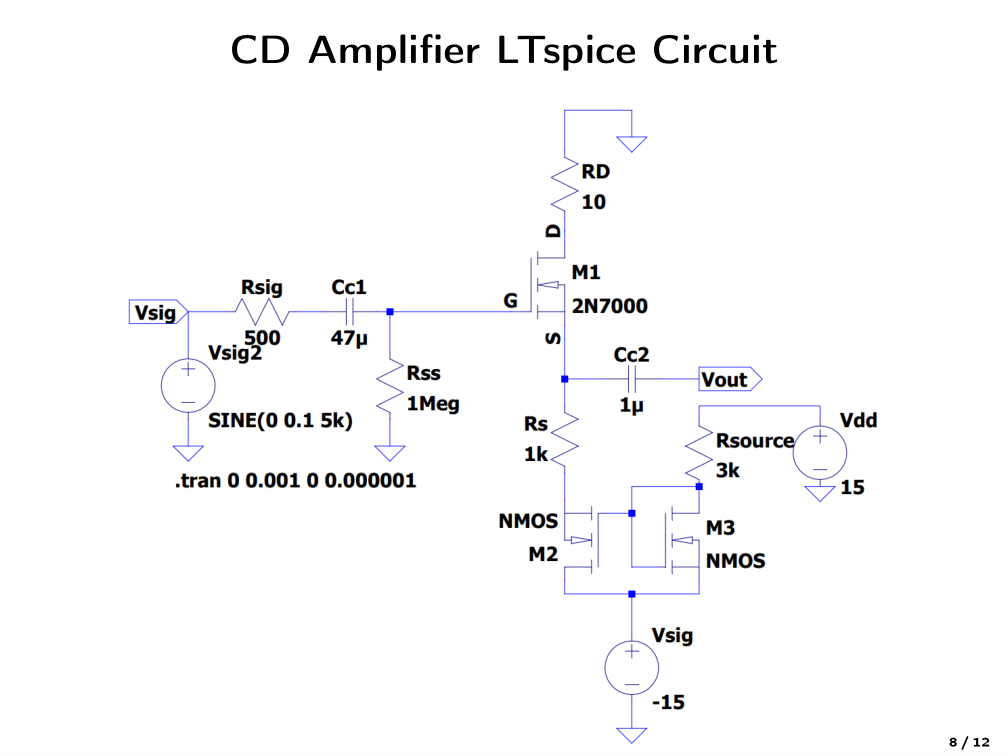 CD Amplifier LTspice Circuit
RD
10
D
M1
2N7000
G
S
Vsig
Rsig
500
Cc1
47µ
Vsig2
SINE(0 0.1 5k)
Rss
1Meg
.tran 0 0.001 0 0.000001
Cc2
1µ
Vout
Rs
1k
Rsource
3k
Vdd
15
NMOS
M2
M3
NMOS
Vsig
-15
8 / 12